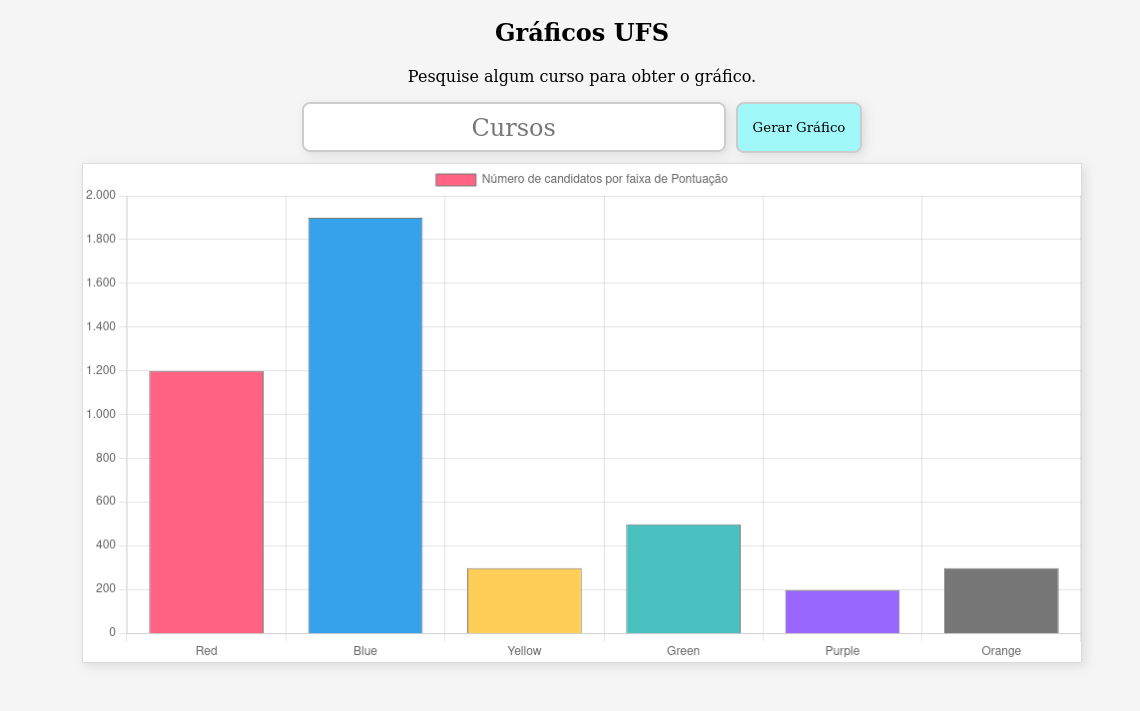 Gráficos UFS
Pesquise algum curso para obter o gráfico.
Cursos
Gerar Gráfico
Número de candidatos por faixa de Pontuação
2.000
1.800
1.600
1.400
1.200
1.000
800
600
400
200
0
Red Blue Yellow Green Purple Orange